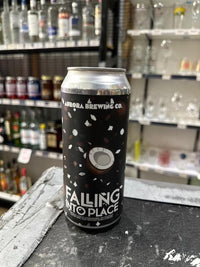 AURORA BREWING CO.
FALLING
INTO PLACE